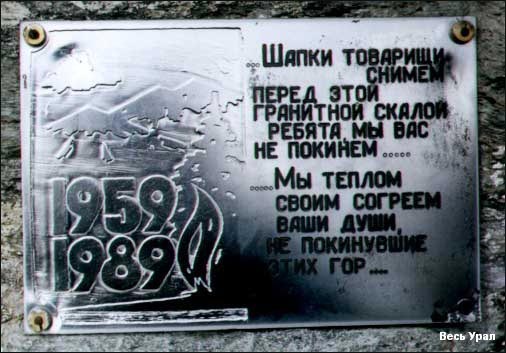 1959
1989
...Шапки товарищи
снимем
перед этой
гранитной скалой
ребята мы вас
не покинем.....
.....Мы теплом
своим согреем
ваши души,
не покинувшие
этих гор....
Весь Урал